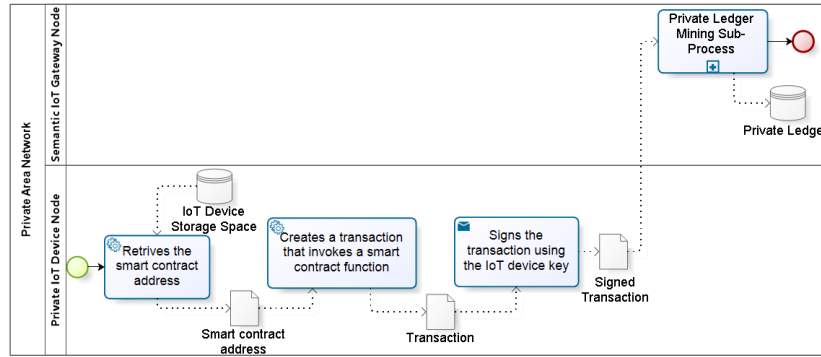 Private Area Network
Semantic IoT Gateway Node
Private Ledger
Mining Sub-
Process
Private Ledge
Private IoT Device Node
IoT Device
Storage Space
Retrives the
smart contract
address
Smart contract
address
Creates a transaction
that invokes a smart
contract function
Transaction
Signs the
transaction using
the IoT device key
Signed
Transaction